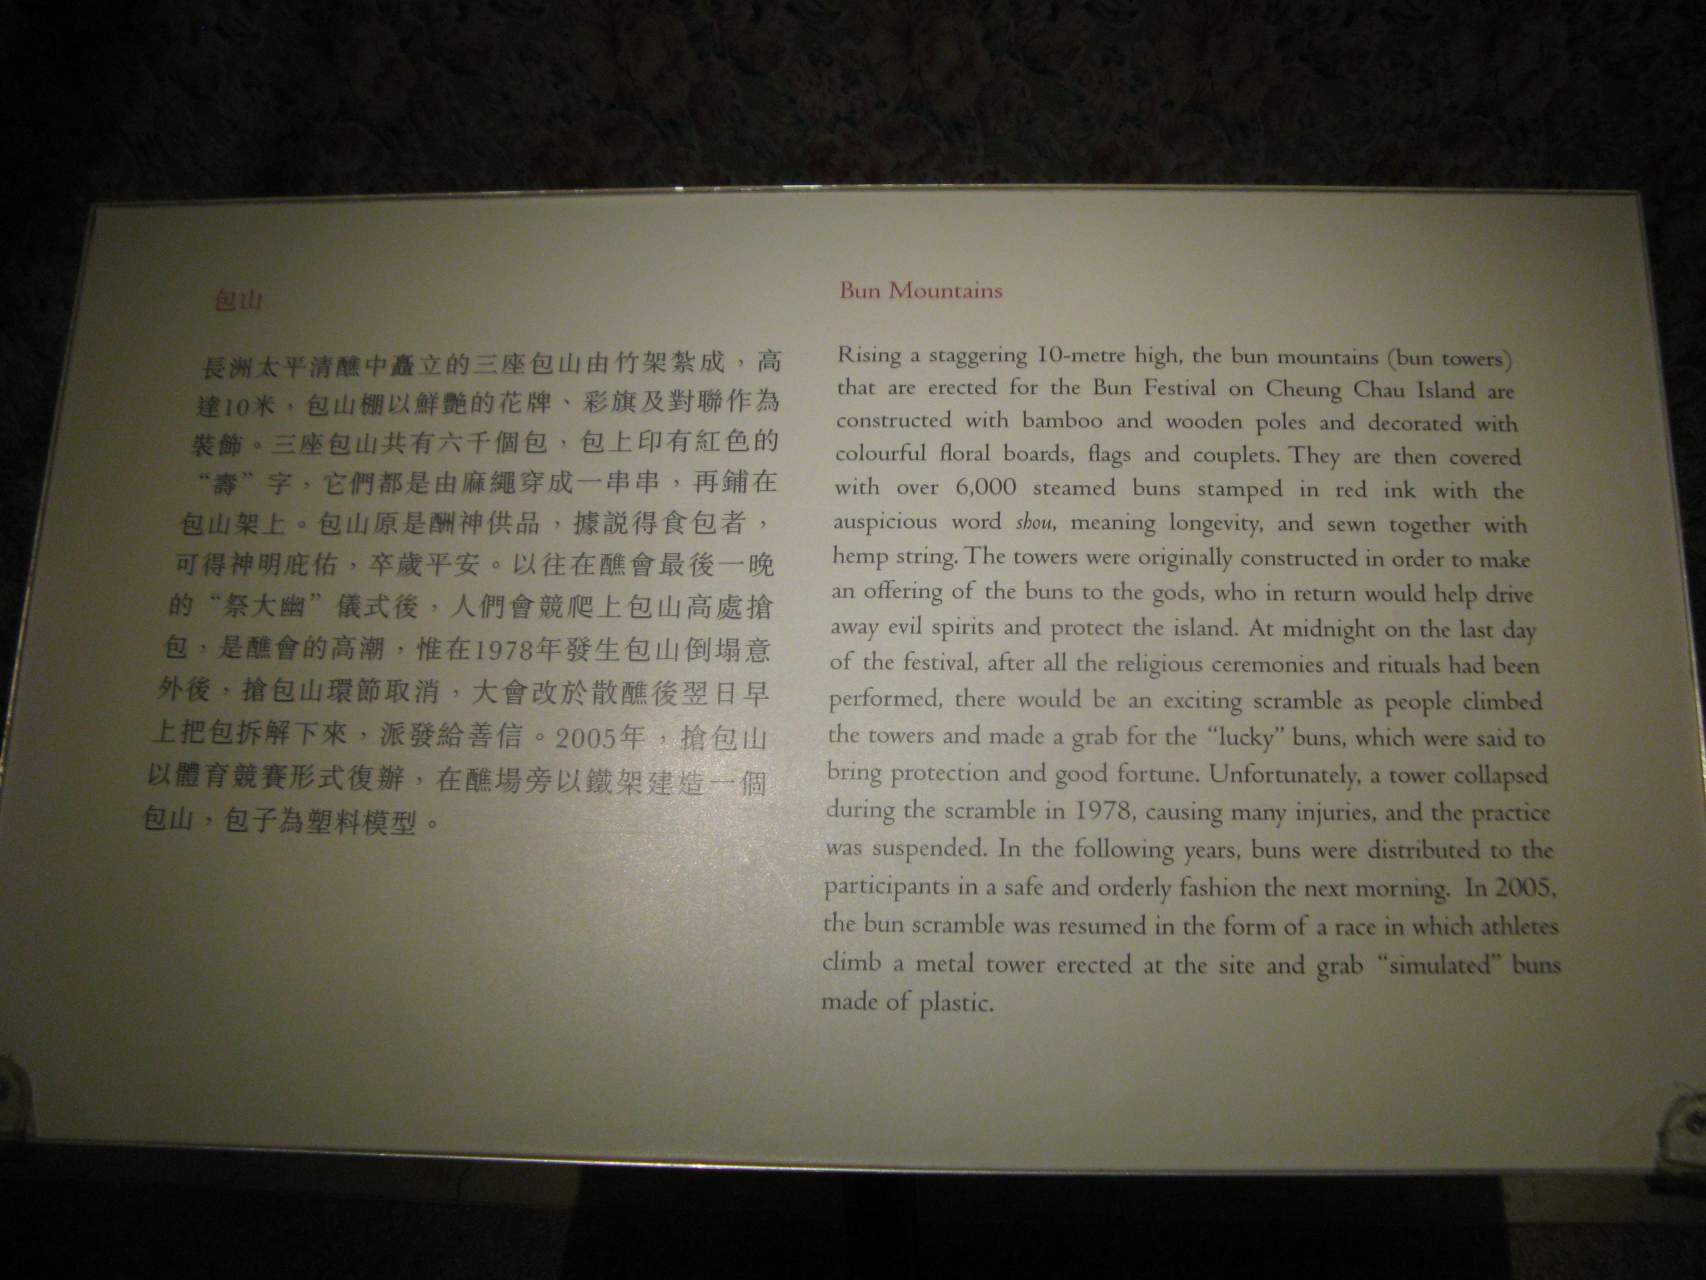 包山
長洲太平清醮中矗立的三座包山由竹架紮成，高
達10米，包山棚以鮮艷的花牌、彩旗及對聯作為
裝飾。三座包山共有六千個包，包上印有紅色的
“壽”字，它們都是由麻繩穿成一串串，再鋪在
包山架上。包山原是酬神供品，據説得食包者，
可得神明庇佑，卒歲平安。以往在醮會最後一晚
的“祭大幽”儀式後，人們會競爬上包山高處搶
包，是醮會的高潮，惟在1978年發生包山倒塌意
外後，搶包山環節取消，大會改於散醮後翌日早
上把包拆解下來，派發給善信。2005年，搶包山
以體育競賽形式復辦，在醮場旁以鐵架建造一個
包山，包子為塑料模型。
Bun Mountains
Rising a staggering 10-metre high, the bun mountains (bun towers)
that are erected for the Bun Festival on Cheung Chau Island are
constructed with bamboo and wooden poles and decorated with
colourful floral boards, flags and couplets. They are then covered
with over 6,000 steamed buns stamped in red ink with the
auspicious word shou, meaning longevity, and sewn together with
hemp string. The towers were originally constructed in order to make
an offering of the buns to the gods, who in return would help drive
away evil spirits and protect the island. At midnight on the last day
of the festival, after all the religious ceremonies and rituals had been
performed, there would be an exciting scramble as people climbed
the towers and made a grab for the “lucky” buns, which were said to
bring protection and good fortune. Unfortunately, a tower collapsed
during the scramble in 1978, causing many injuries, and the practice
was suspended. In the following years, buns were distributed to the
participants in a safe and orderly fashion the next morning. In 2005,
the bun scramble was resumed in the form of a race in which athletes
climb a metal tower erected at the site and grab “simulated” buns
made of plastic.